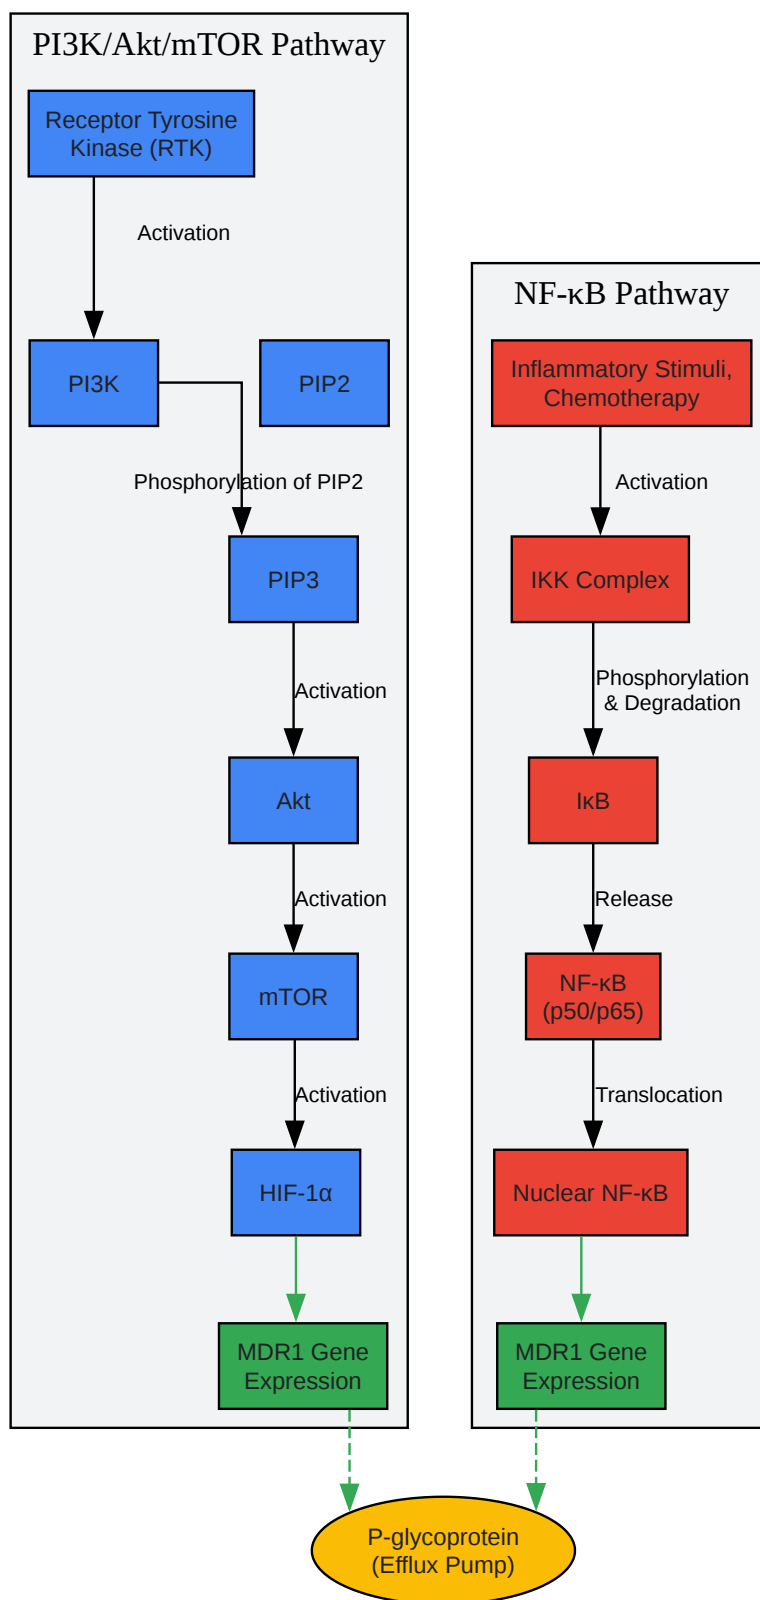 PI3K/Akt/mTOR Pathway
Receptor Tyrosine
Kinase (RTK)
Activation
PI3K
PIP2
Phosphorylation of PIP2
PIP3
Activation
Akt
Activation
mTOR
Activation
HIF-1α
MDR1 Gene
Expression
NF-κB Pathway
Inflammatory Stimuli,
Chemotherapy
Activation
IKK Complex
Phosphorylation
& Degradation
IκB
Release
NF-κB
(p50/p65)
Translocation
Nuclear NF-κB
MDR1 Gene
Expression
P-glycoprotein
(Efflux Pump)